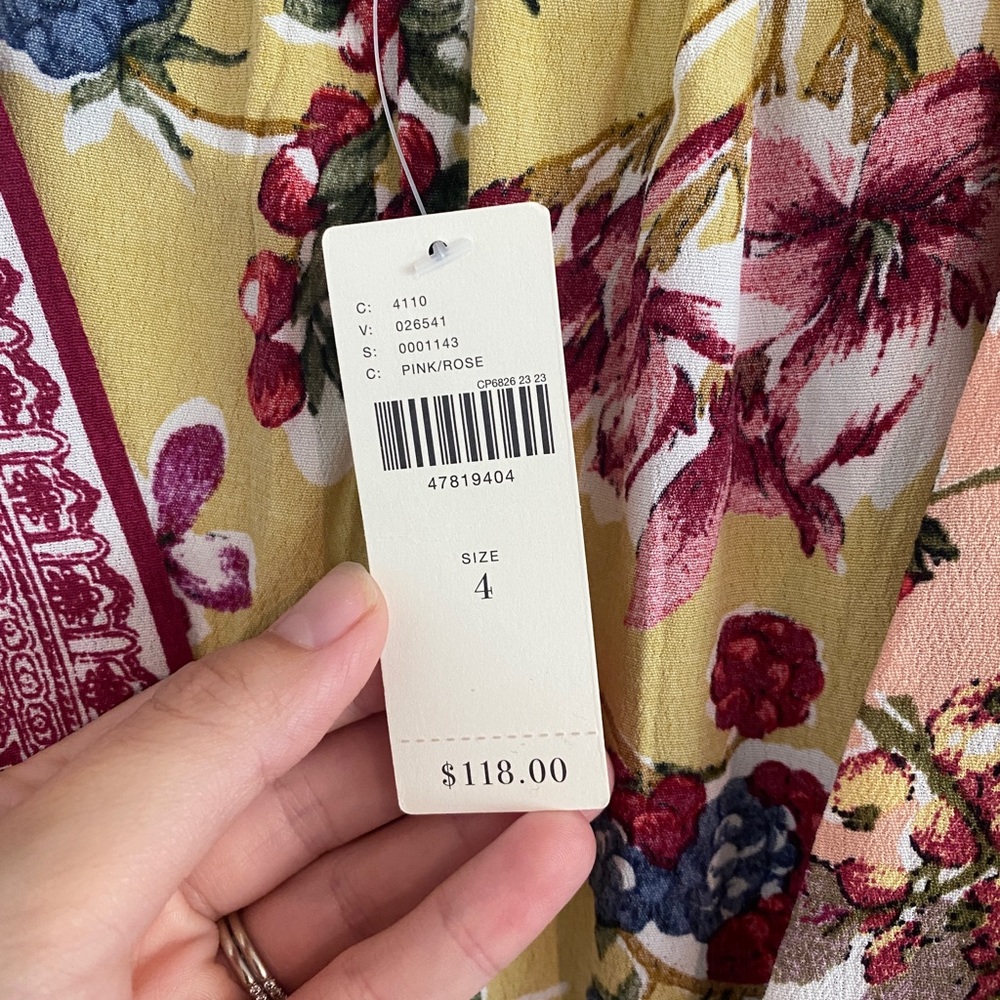 C: 4110
V: 026541
S: 0001143
C: PINK/ROSE
CP6826 23 23
47819404
SIZE
4
$118.00